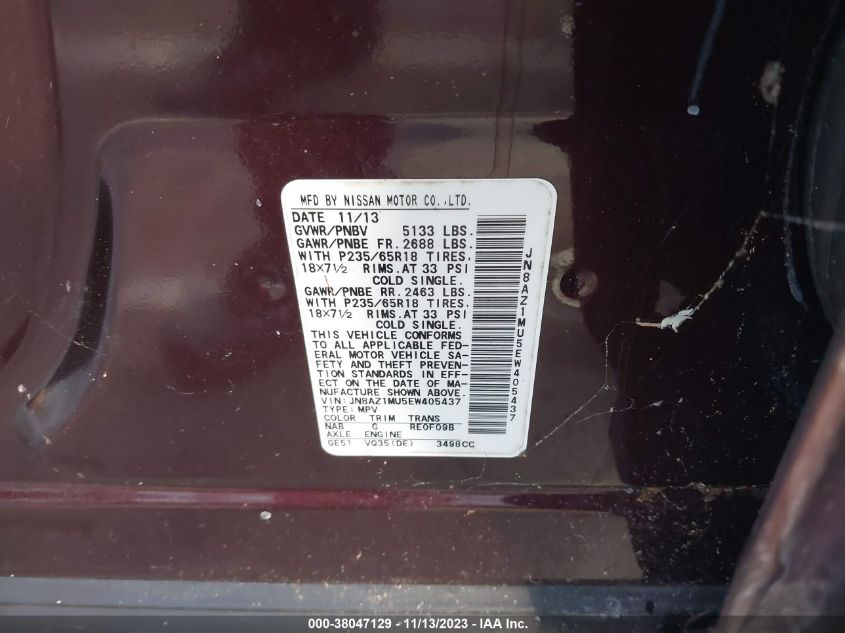 MFD BY NISSAN MOTOR CO.,LTD.
DATE 11/13
GVWR/PNBV 5133 LBS.
GAWR/PNBE FR. 2688 LBS.
WITH P235/65R18 TIRES.
18×7½ RIMS.AT 33 PSI
COLD SINGLE.
GAWR/PNBE RR. 2463 LBS.
WITH P235/65R18 TIRES.
18×7½ RIMS.AT 33 PSI
COLD SINGLE.
THIS VEHICLE CONFORMS
TO ALL APPLICABLE FED-
ERAL MOTOR VEHICLE SA-
FETY AND THEFT PREVEN-
TION STANDARDS IN EFF-
ECT ON THE DATE OF MA-
NUFACTURE SHOWN ABOVE.
VIN: JN8AZ1MU5EW405437
TYPE: MPV
COLOR TRIM TRANS
NAB G RE0F09B
AXLE ENGINE
GE51 VQ35(DE) 3498CC
JN8AZ1MU5EW405437
000-38047129 - 11/13/2023 - IAA Inc.